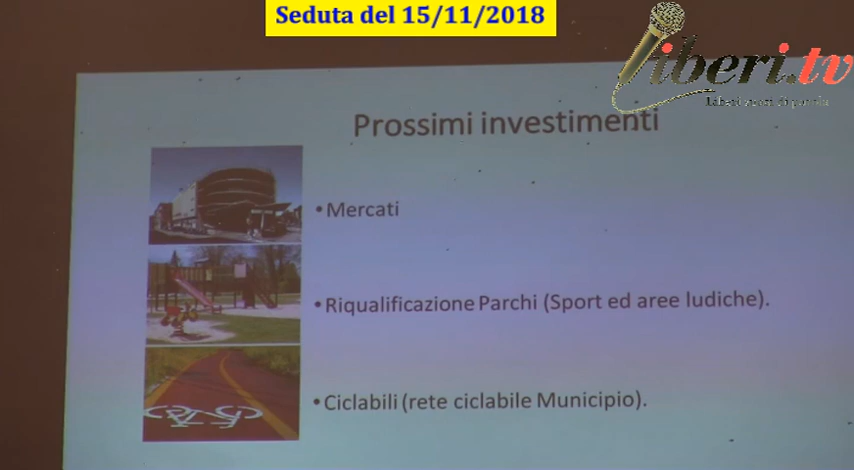 Seduta del 15/11/2018
liberi.tv
Prossimi investimenti
• Mercati
• Riqualificazione Parchi (Sport ed aree ludiche).
• Ciclabili (rete ciclabile Municipio).